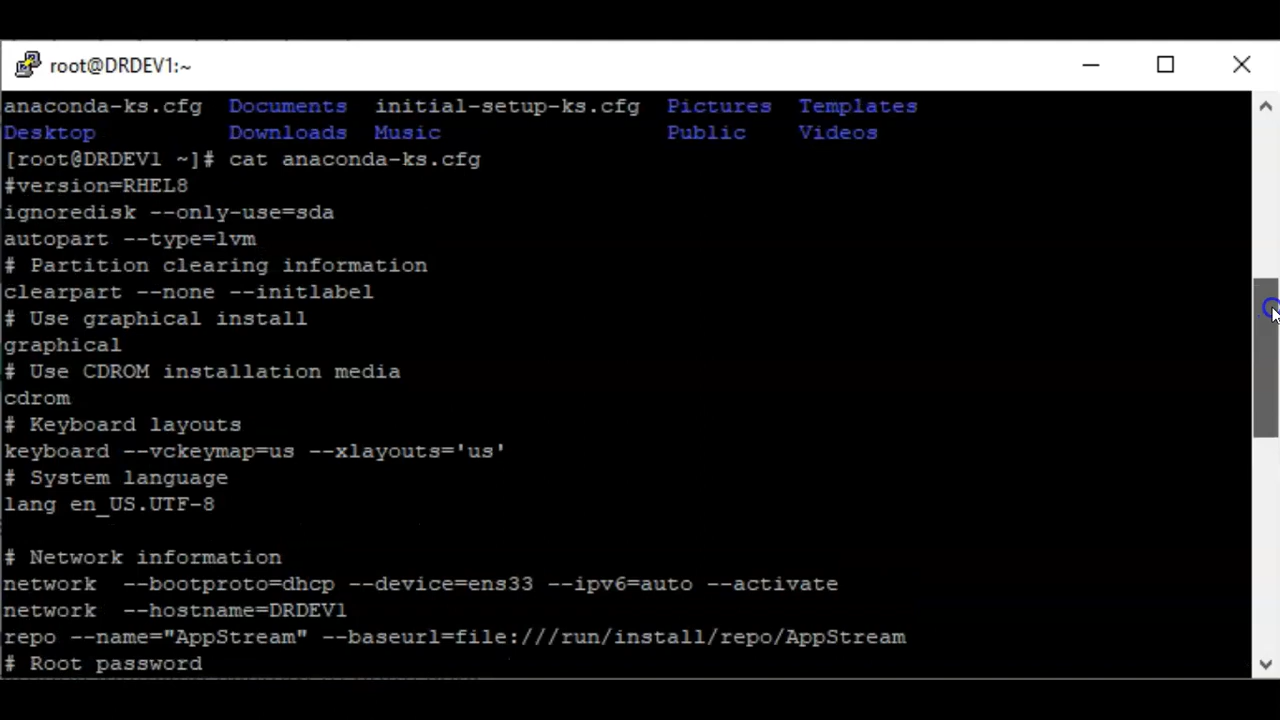 root@DRDEV1:~
anaconda-ks.cfg  Documents  initial-setup-ks.cfg  Pictures  Templates
Desktop          Downloads  Music                 Public    Videos
[root@DRDEV1 ~]# cat anaconda-ks.cfg
#version=RHEL8
ignoredisk --only-use=sda
autopart --type=lvm
# Partition clearing information
clearpart --none --initlabel
# Use graphical install
graphical
# Use CDROM installation media
cdrom
# Keyboard layouts
keyboard --vckeymap=us --xlayouts='us'
# System language
lang en_US.UTF-8
# Network information
network  --bootproto=dhcp --device=ens33 --ipv6=auto --activate
network  --hostname=DRDEV1
repo --name="AppStream" --baseurl=file:///run/install/repo/AppStream
# Root password